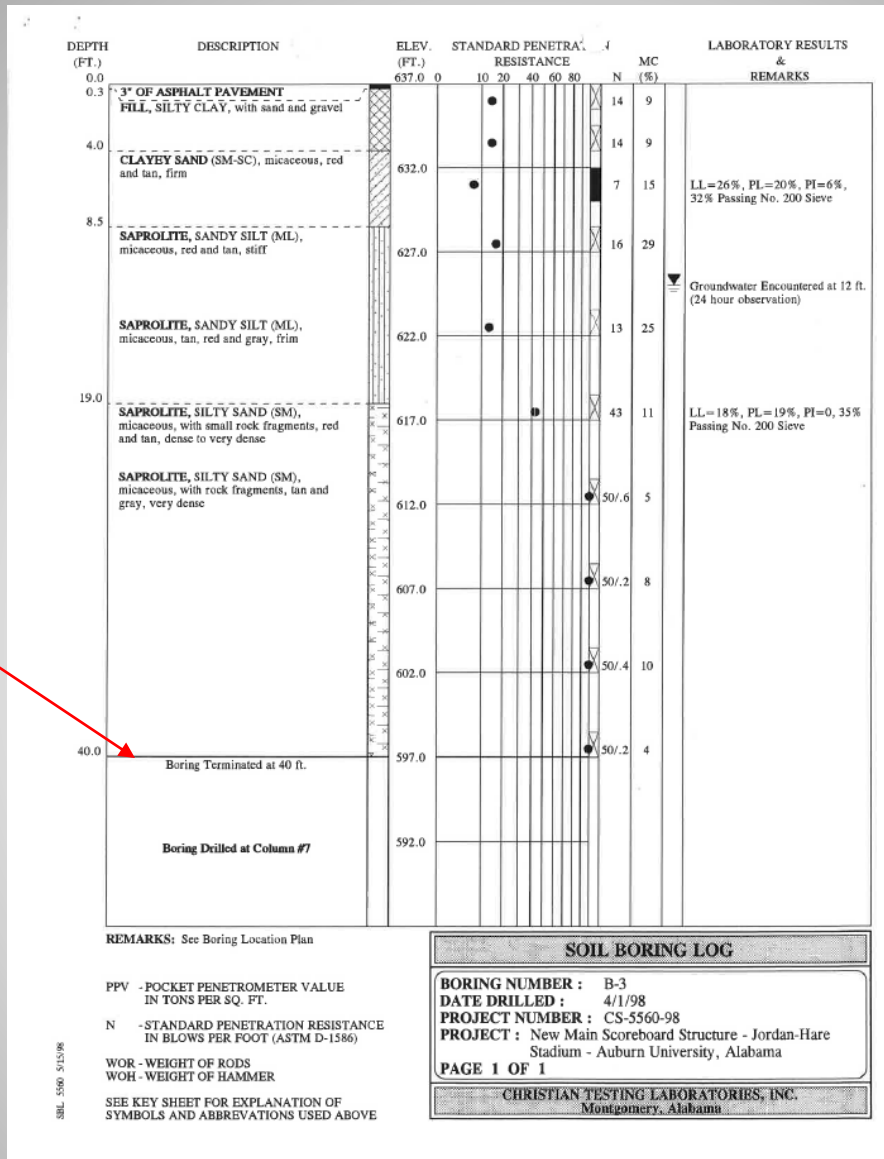 DEPTH DESCRIPTION ELEV. STANDARD PENETRA LABORATORY RESULTS
(FT.) (FT.) RESISTANCE MC &
0.0 637.0 0 10 20 40 60 80 N (%) REMARKS
0.3 3" OF ASPHALT PAVEMENT 14 9
FILL, SILTY CLAY, with sand and gravel
14 9
4.0
CLAYEY SAND (SM-SC), micaceous, red
and tan, firm
632.0
7 15 LL=26%, PL=20%, PI=6%,
32% Passing No. 200 Sieve
8.5
SAPROLITE, SANDY SILT (ML),
micaceous, red and tan, stiff
16 29
627.0
Groundwater Encountered at 12 ft.
(24 hour observation)
SAPROLITE, SANDY SILT (ML),
micaceous, tan, red and gray, frim
13 25
622.0
19.0
SAPROLITE, SILTY SAND (SM),
micaceous, with small rock fragments, red
and tan, dense to very dense
43 11 LL=18%, PL=19%, PI=0, 35%
Passing No. 200 Sieve
617.0
SAPROLITE, SILTY SAND (SM),
micaceous, with rock fragments, tan and
gray, very dense
50/.6 5
612.0
50/.2 8
607.0
50/.4 10
602.0
50/.2 4
40.0 597.0
Boring Terminated at 40 ft.
Boring Drilled at Column #7
592.0
REMARKS: See Boring Location Plan
PPV - POCKET PENETROMETER VALUE
IN TONS PER SQ. FT.
N - STANDARD PENETRATION RESISTANCE
IN BLOWS PER FOOT (ASTM D-1586)
WOR - WEIGHT OF RODS
WOH - WEIGHT OF HAMMER
SEE KEY SHEET FOR EXPLANATION OF
SYMBOLS AND ABBREVATIONS USED ABOVE
SBL 5560 5/15/98
SOIL BORING LOG
BORING NUMBER : B-3
DATE DRILLED : 4/1/98
PROJECT NUMBER : CS-5560-98
PROJECT : New Main Scoreboard Structure - Jordan-Hare
Stadium - Auburn University, Alabama
PAGE 1 OF 1
CHRISTIAN TESTING LABORATORIES, INC.
Montgomery, Alabama